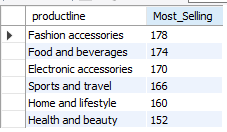 productline Most_Selling
Fashion accessories 178
Food and beverages 174
Electronic accessories 170
Sports and travel 166
Home and lifestyle 160
Health and beauty 152